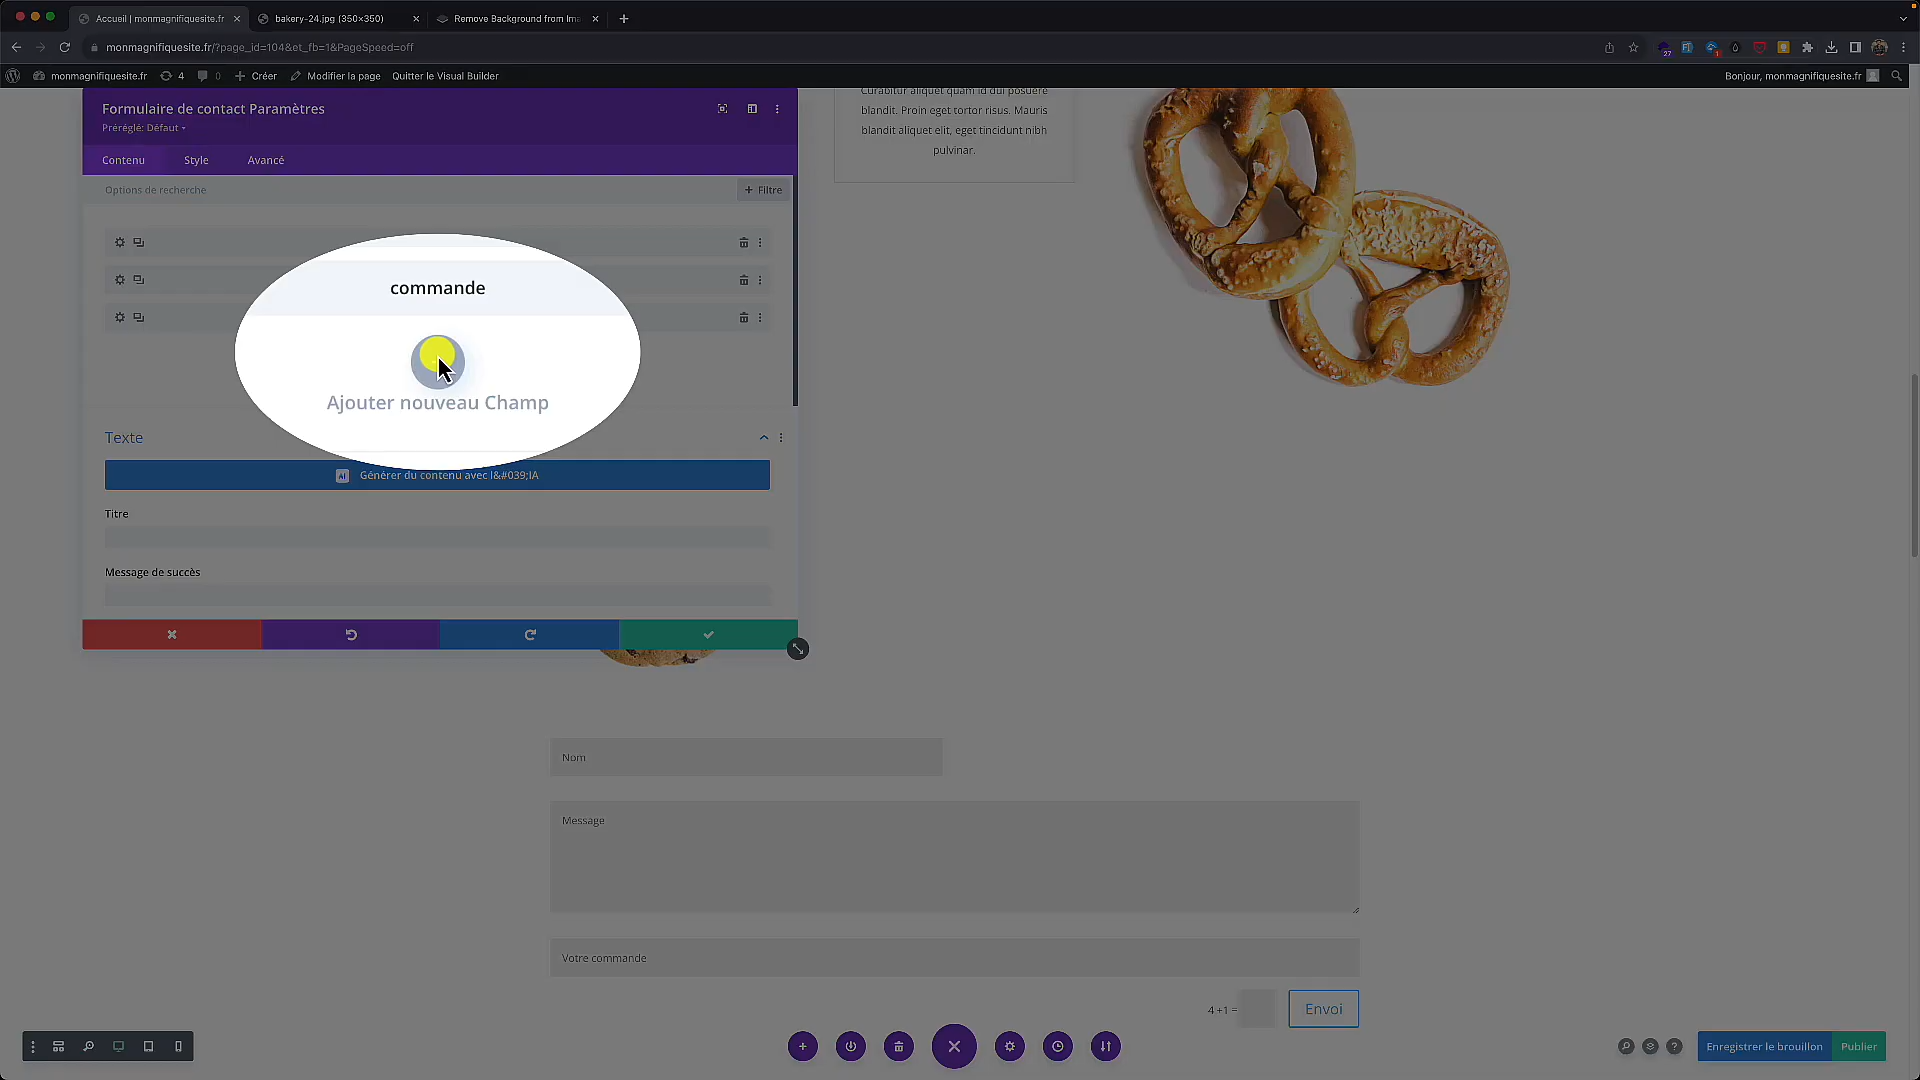 Accueil | monmagnifiquesite.fr
bakery-24.jpg (350×350)
Remove Background from Ima
monmagnifiquesite.fr/?page_id=104&et_fb=1&PageSpeed=off
27
1
monmagnifiquesite.fr
4
0
Créer
Modifier la page
Quitter le Visual Builder
Bonjour, monmagnifiquesite.fr
Formulaire de contact Paramètres
Préréglé: Défaut
Contenu
Style
Avancé
Options de recherche
+ Filtre
commande
Ajouter nouveau Champ
Texte
AI
Générer du contenu avec l&#039;IA
Titre
Message de succès
Curabitur aliquet quam id dui posuere
blandit. Proin eget tortor risus. Mauris
blandit aliquet elit, eget tincidunt nibh
pulvinar.
Nom
Message
Votre commande
4 +1 =
Envoi
Enregistrer le brouillon
Publier